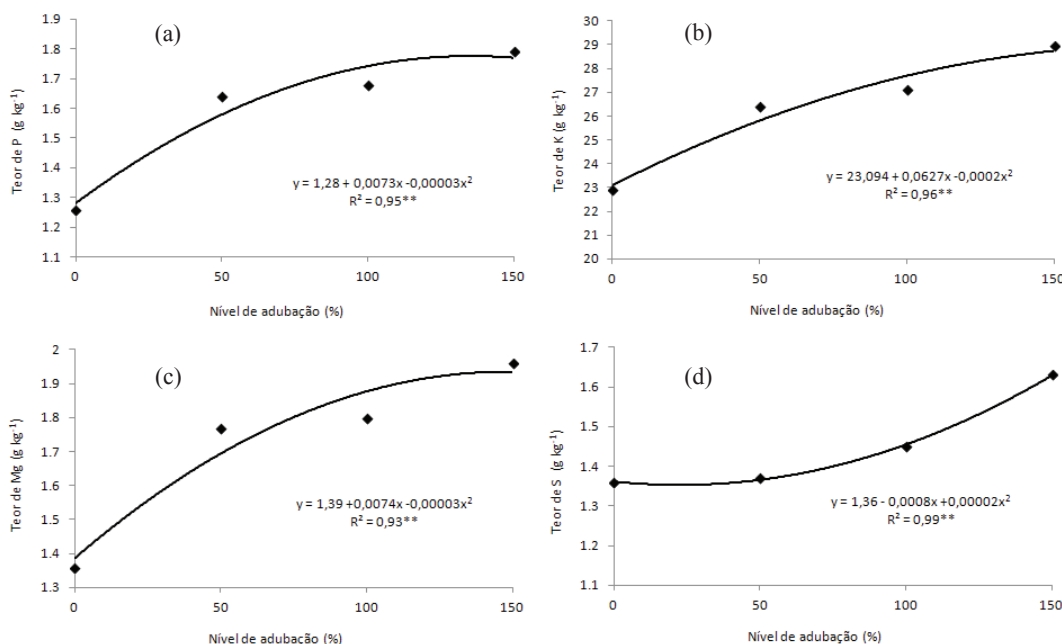 (a)
1.9
1.8
1.7
1.6
1.5
1.4
1.3
1.2
1.1
Teor de P (g kg⁻¹)
y = 1,28 + 0,0073x -0,00003x²
R² = 0,95**
0 50 100 150
Nível de adubação (%)
(b)
30
29
28
27
26
25
24
23
22
21
20
Teor de K (g kg⁻¹)
y = 23,094 + 0,0627x -0,0002x²
R² = 0,96**
0 50 100 150
Nível de adubação (%)
(c)
2
1.9
1.8
1.7
1.6
1.5
1.4
1.3
Teor de Mg (g kg⁻¹)
y = 1,39 +0,0074x -0,00003x²
R² = 0,93**
0 50 100 150
Nível de adubação (%)
(d)
1.7
1.6
1.5
1.4
1.3
1.2
1.1
Teor de S (g kg⁻¹)
y = 1,36 - 0,0008x +0,00002x²
R² = 0,99**
0 50 100 150
Nível de adubação (%)